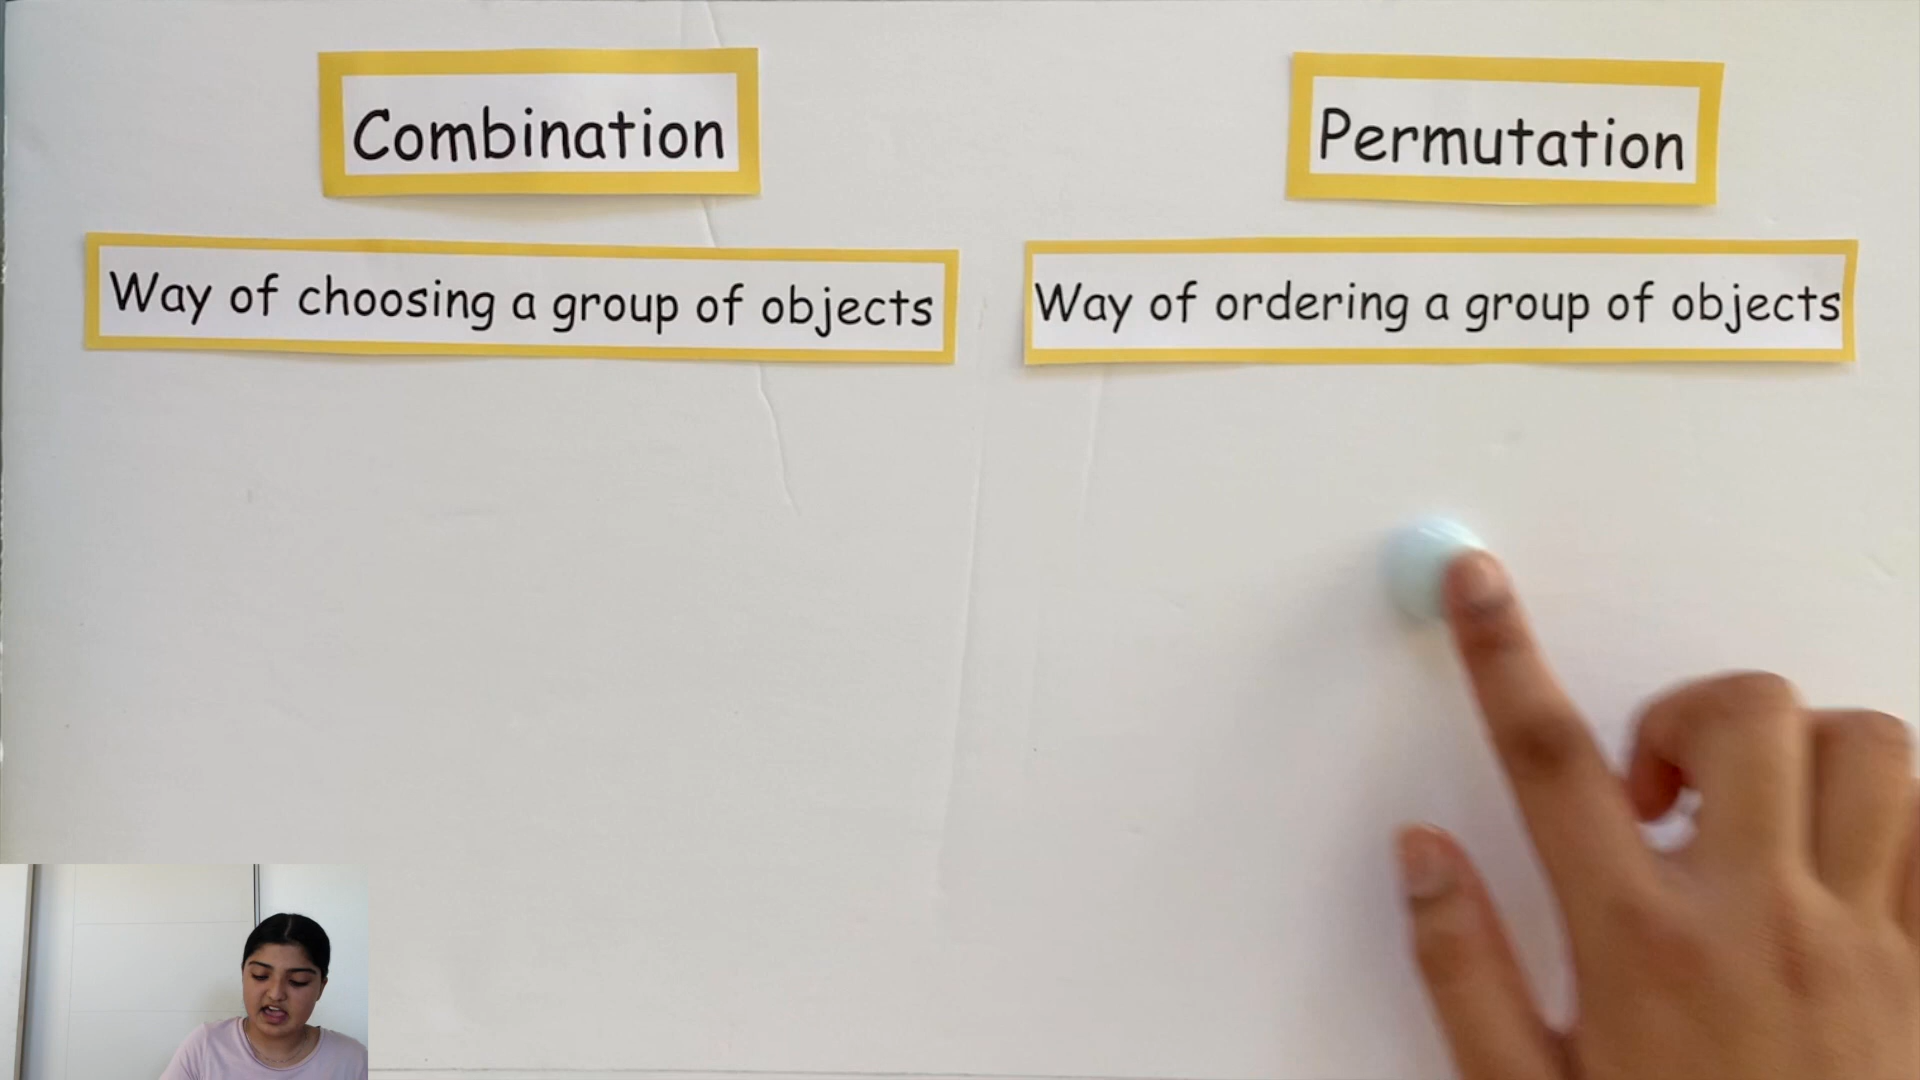 Combination
Permutation
Way of choosing a group of objects
Way of ordering a group of objects